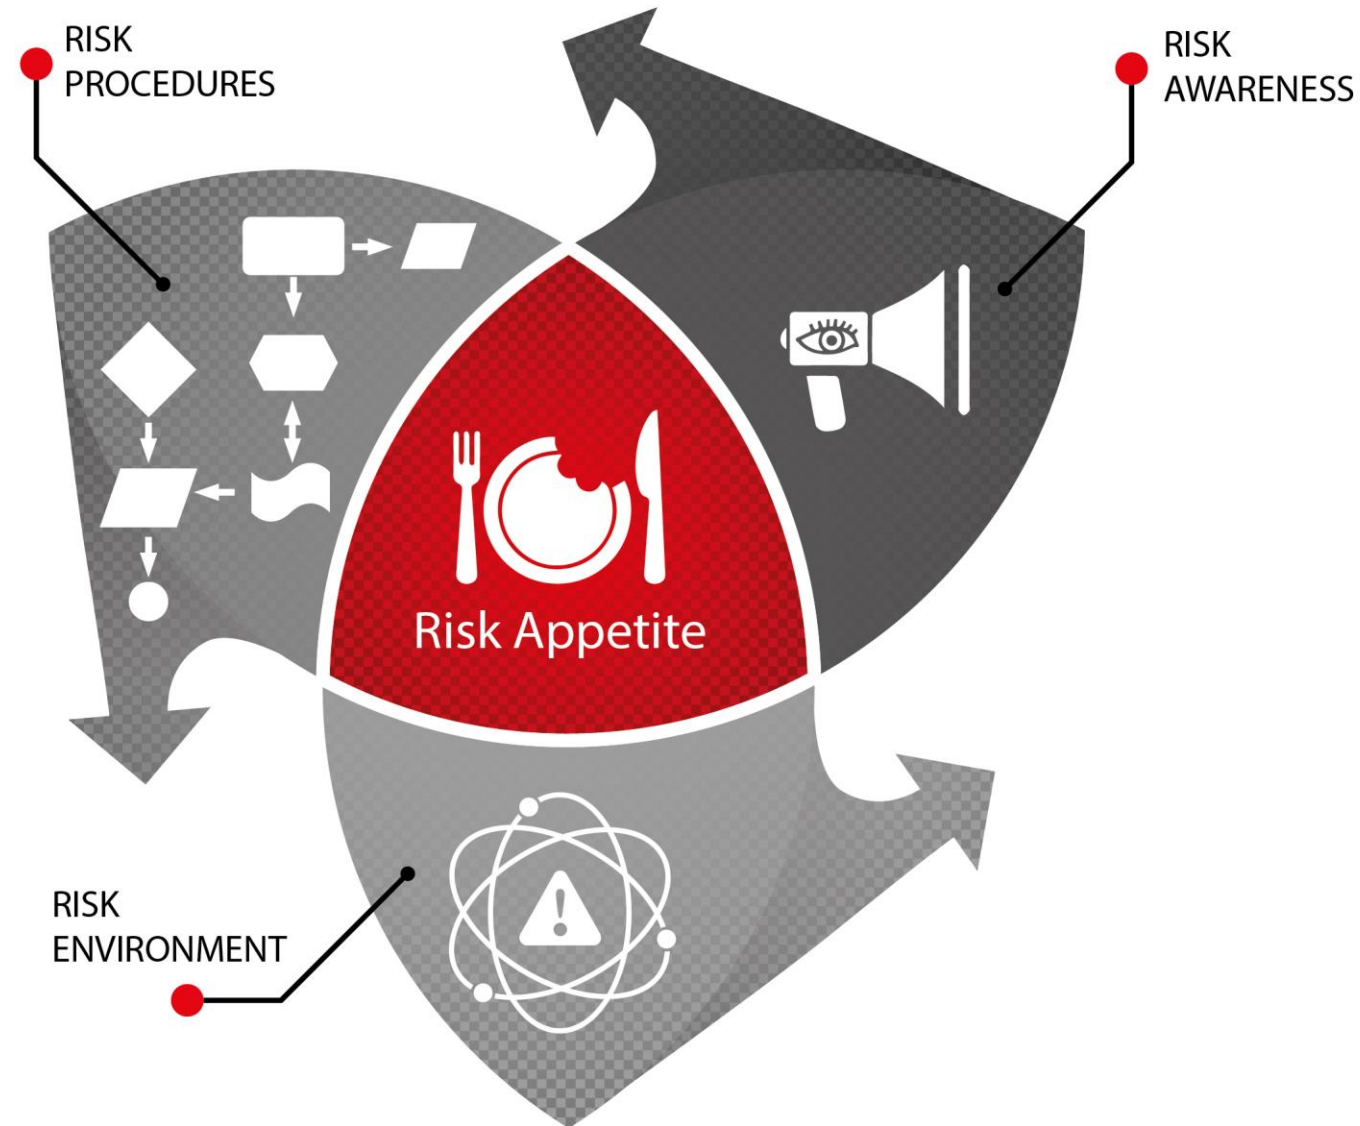 RISK
PROCEDURES
RISK
AWARENESS
Risk Appetite
RISK
ENVIRONMENT